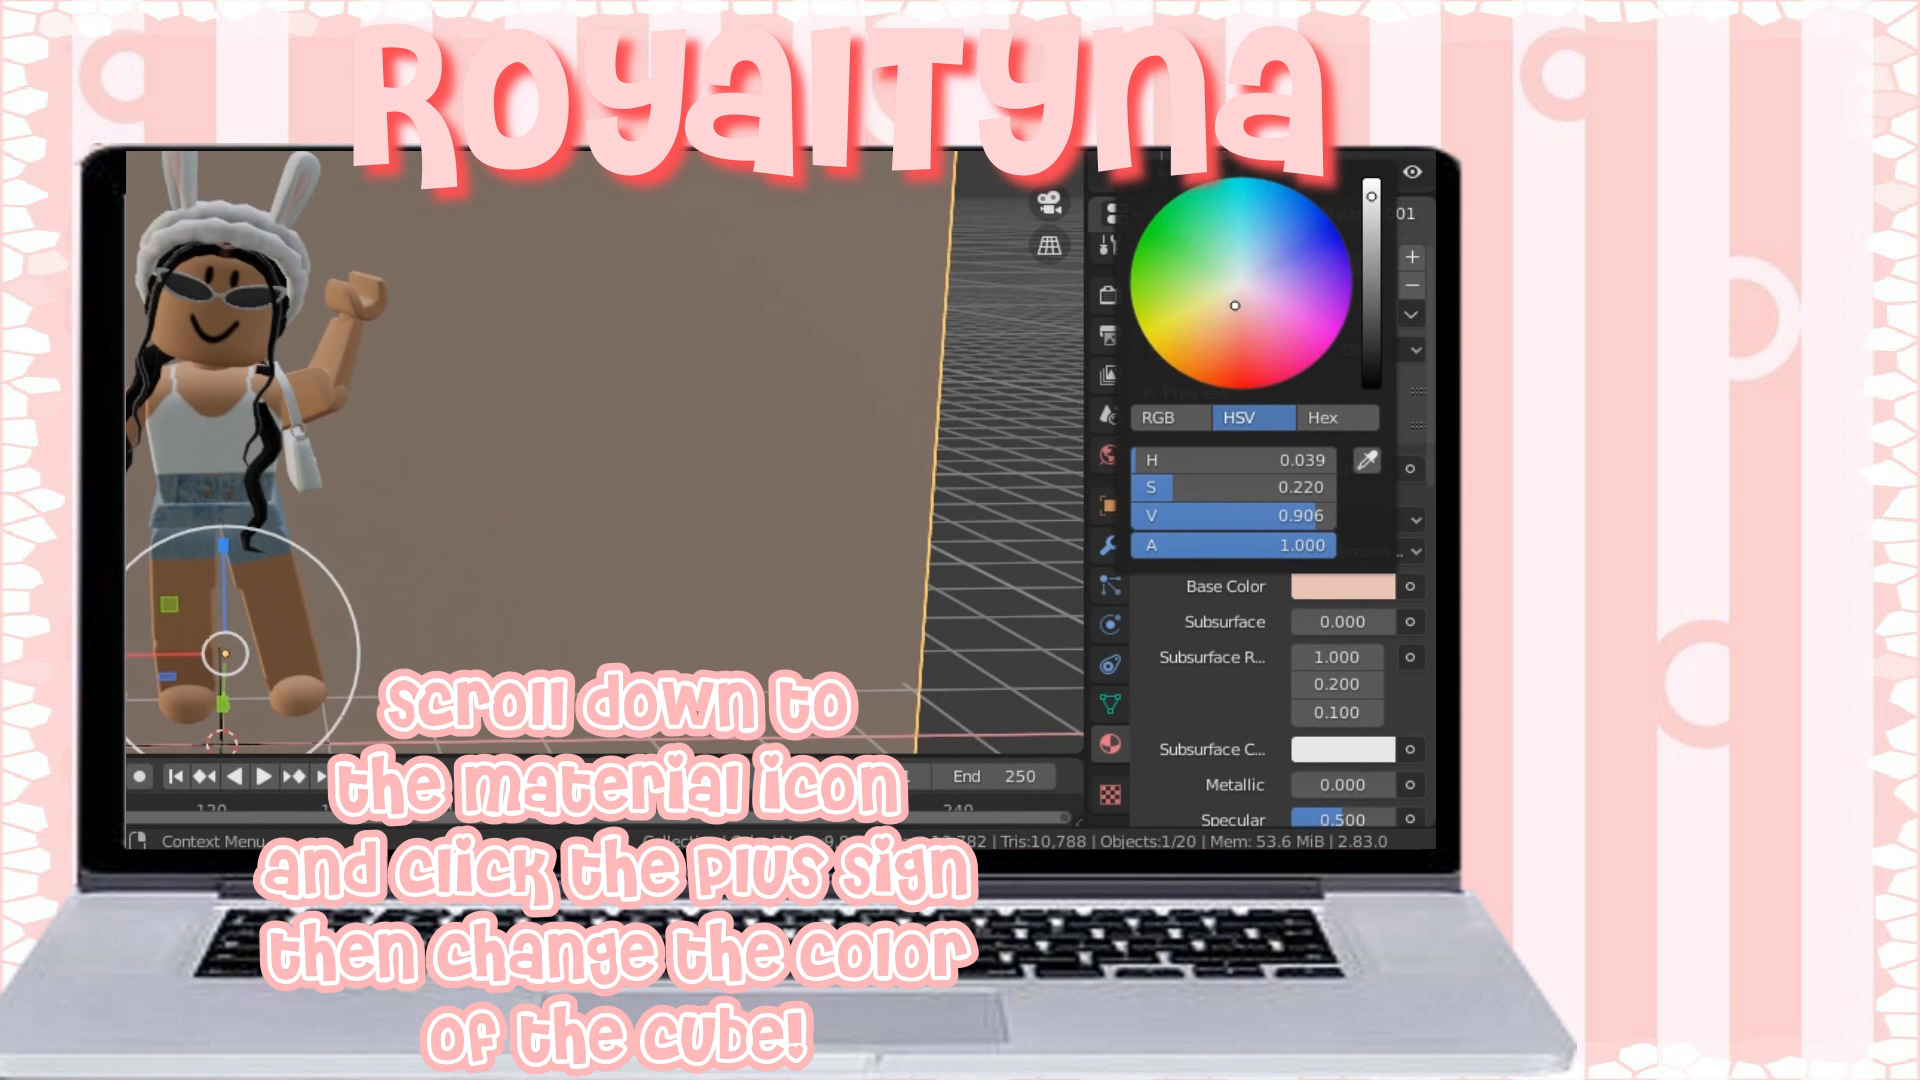 Royaltyna
01
RGB HSV Hex
H 0.039
S 0.220
V 0.906
A 1.000
Base Color
Subsurface 0.000
Subsurface R... 1.000
0.200
0.100
Subsurface C...
Metallic 0.000
Specular 0.500
End 250
120
240
Context Menu
782 | Tris:10,788 | Objects:1/20 | Mem: 53.6 MiB | 2.83.0
scroll down to
the material icon
and click the plus sign
then change the color
of the cube!